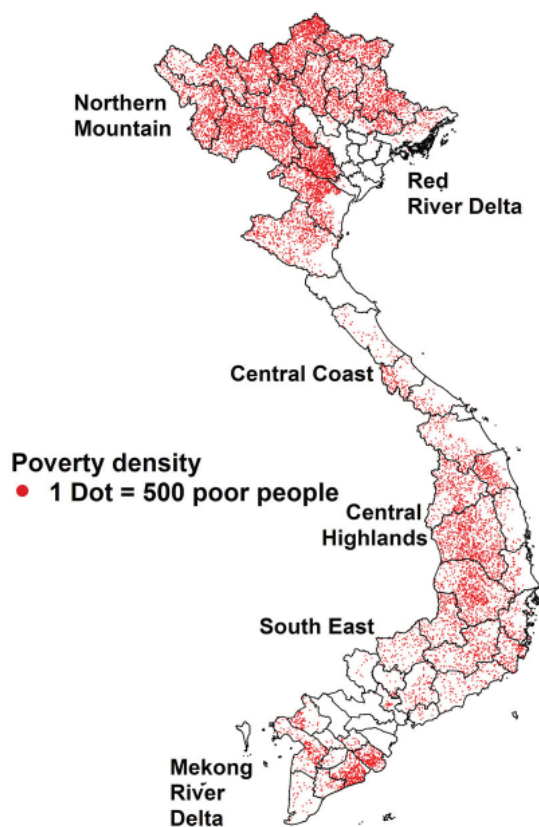 Northern
Mountain
Red
River Delta
Central Coast
Poverty density
1 Dot = 500 poor people
Central
Highlands
South East
Mekong
River
Delta